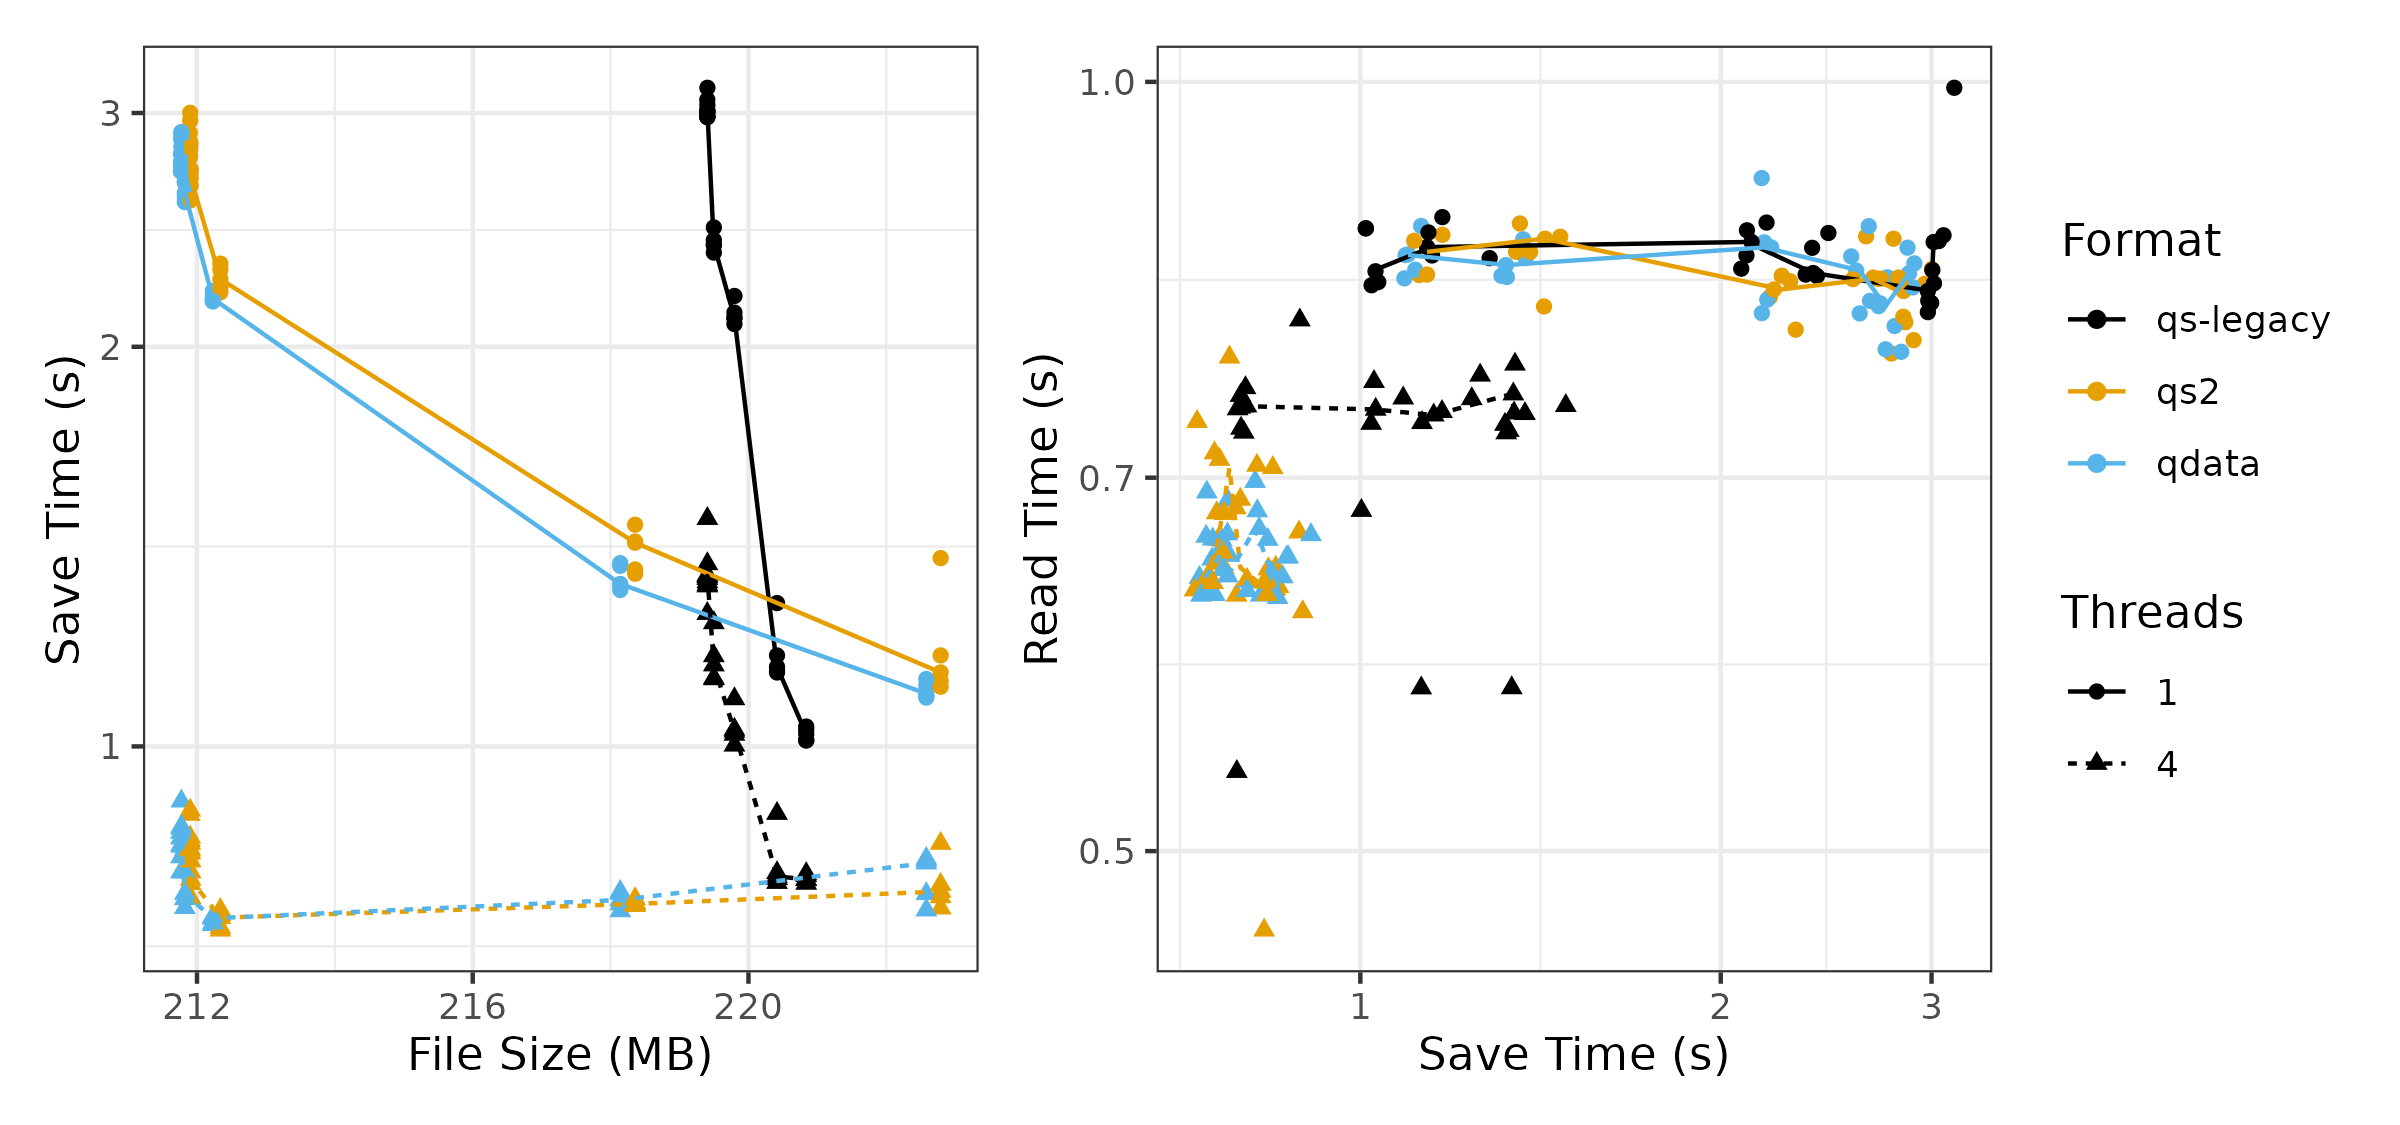 3
2
1
Save Time (s)
212 216 220
File Size (MB)
1.0
0.7
0.5
Read Time (s)
1 2 3
Save Time (s)
Format
qs-legacy
qs2
qdata
Threads
1
4